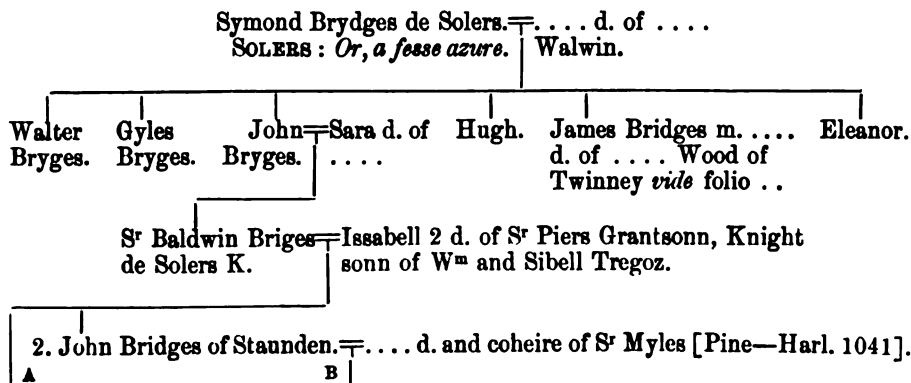 Symond Brydges de Solers. .... d. of ....
SOLERS : Or, a fesse azure. Walwin.
Walter Gyles John Sara d. of Hugh. James Bridges m. ..... Eleanor.
Bryges. Bryges. Bryges. .... d. of .... Wood of
Twinney vide folio ..
Sʳ Baldwin Briges Issabell 2 d. of Sʳ Piers Grantsonn, Knight
de Solers K. sonn of Wᵐ and Sibell Tregoz.
2. John Bridges of Staunden. .... d. and coheire of Sʳ Myles [Pine—Harl. 1041].
A B